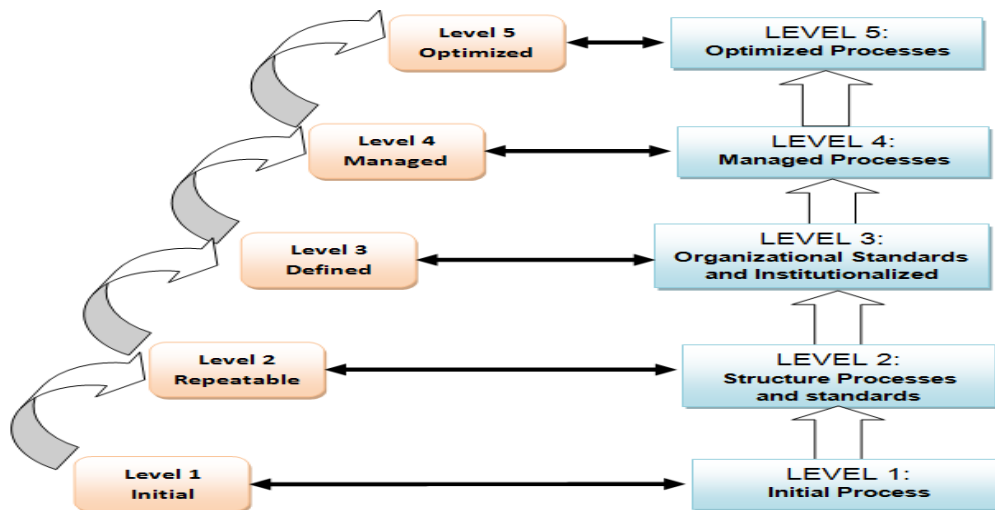 Level 5
Optimized
LEVEL 5:
Optimized Processes
Level 4
Managed
LEVEL 4:
Managed Processes
Level 3
Defined
LEVEL 3:
Organizational Standards
and Institutionalized
Level 2
Repeatable
LEVEL 2:
Structure Processes
and standards
Level 1
Initial
LEVEL 1:
Initial Process